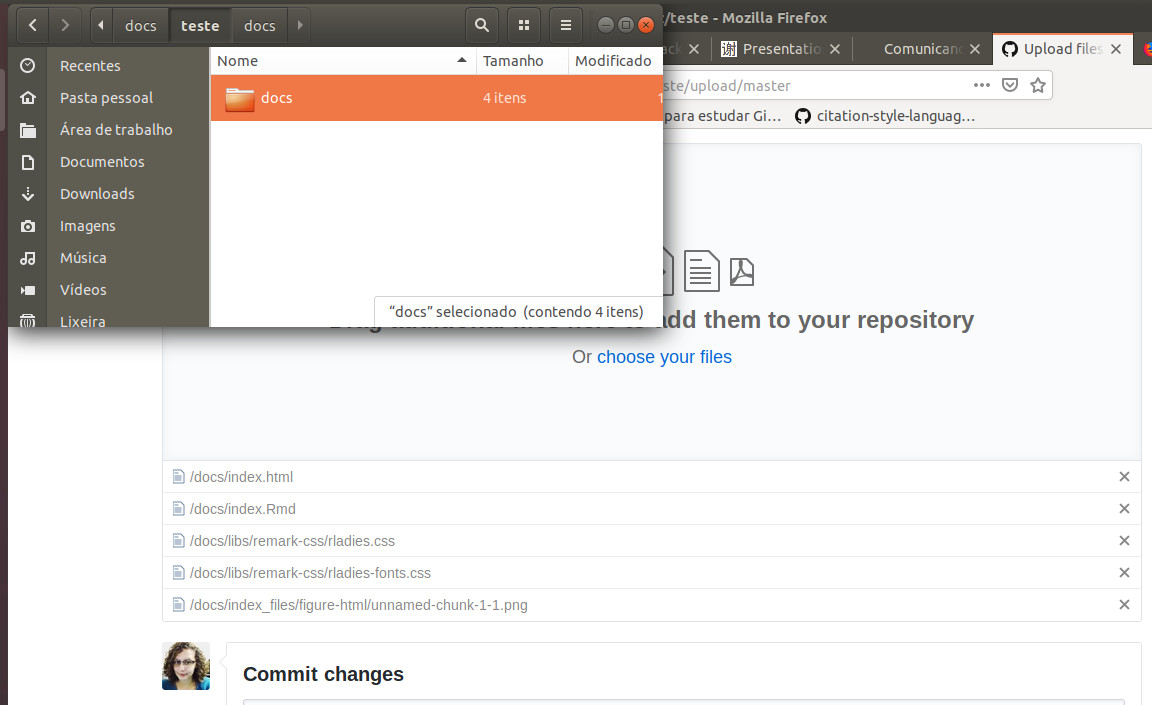 docs teste docs
/teste - Mozilla Firefox
Presentatio
Comunican
Upload files
Nome Tamanho Modificado
docs 4 itens
Recentes
Pasta pessoal
Área de trabalho
Documentos
Downloads
Imagens
Música
Vídeos
Lixeira
“docs” selecionado (contendo 4 itens)
ste/upload/master
para estudar Gi…
citation-style-languag…
here to add them to your repository
Or choose your files
/docs/index.html
/docs/index.Rmd
/docs/libs/remark-css/rladies.css
/docs/libs/remark-css/rladies-fonts.css
/docs/index_files/figure-html/unnamed-chunk-1-1.png
Commit changes